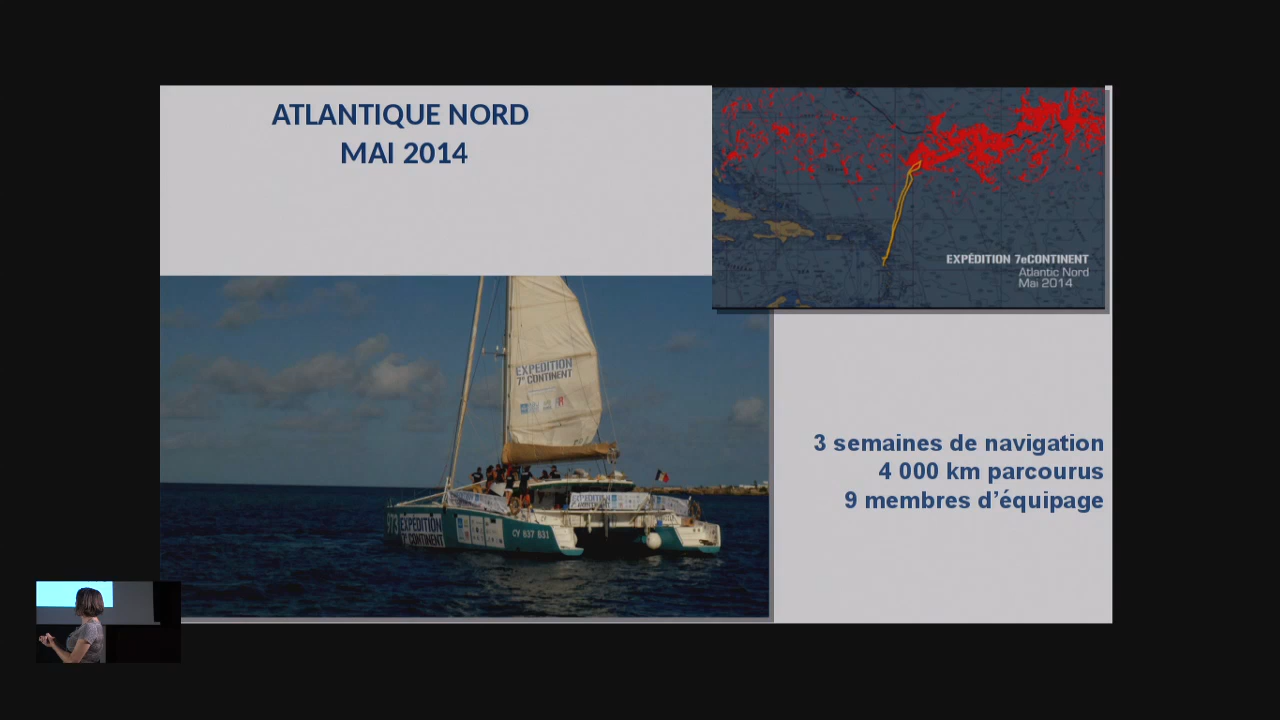 ATLANTIQUE NORD
MAI 2014
EXPÉDITION 7eCONTINENT
Atlantic Nord
Mai 2014
EXPEDITION
7e CONTINENT
3 semaines de navigation
4 000 km parcourus
9 membres d’équipage
EXPEDITION
7e CONTINENT
CY 837 831